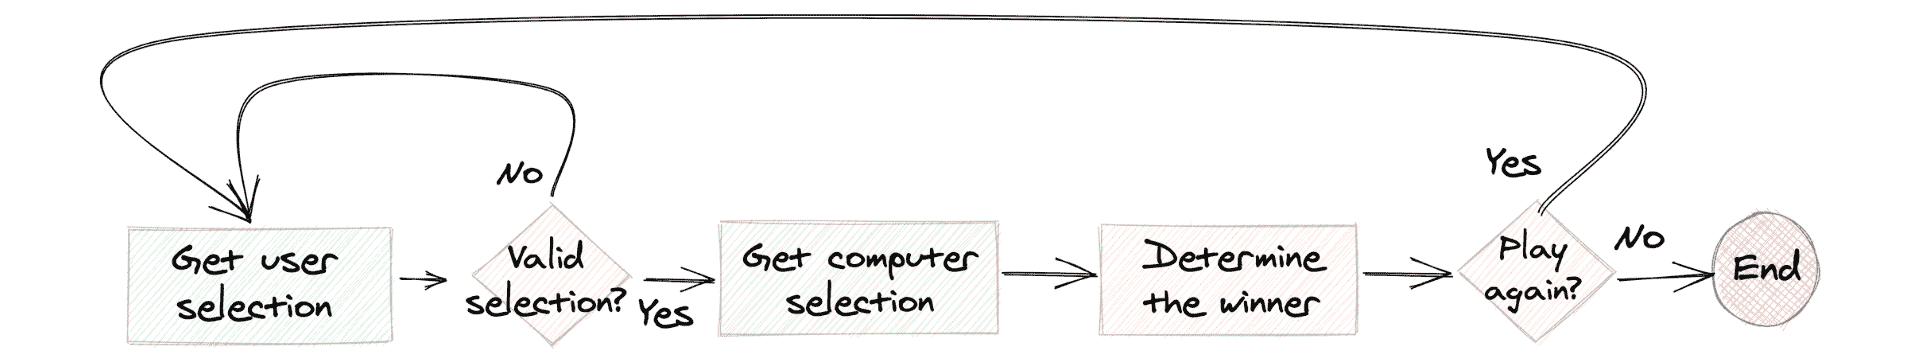 Get user
selection
No
Valid
selection?
Yes
Get computer
selection
Determine
the winner
Yes
Play
again?
No
End